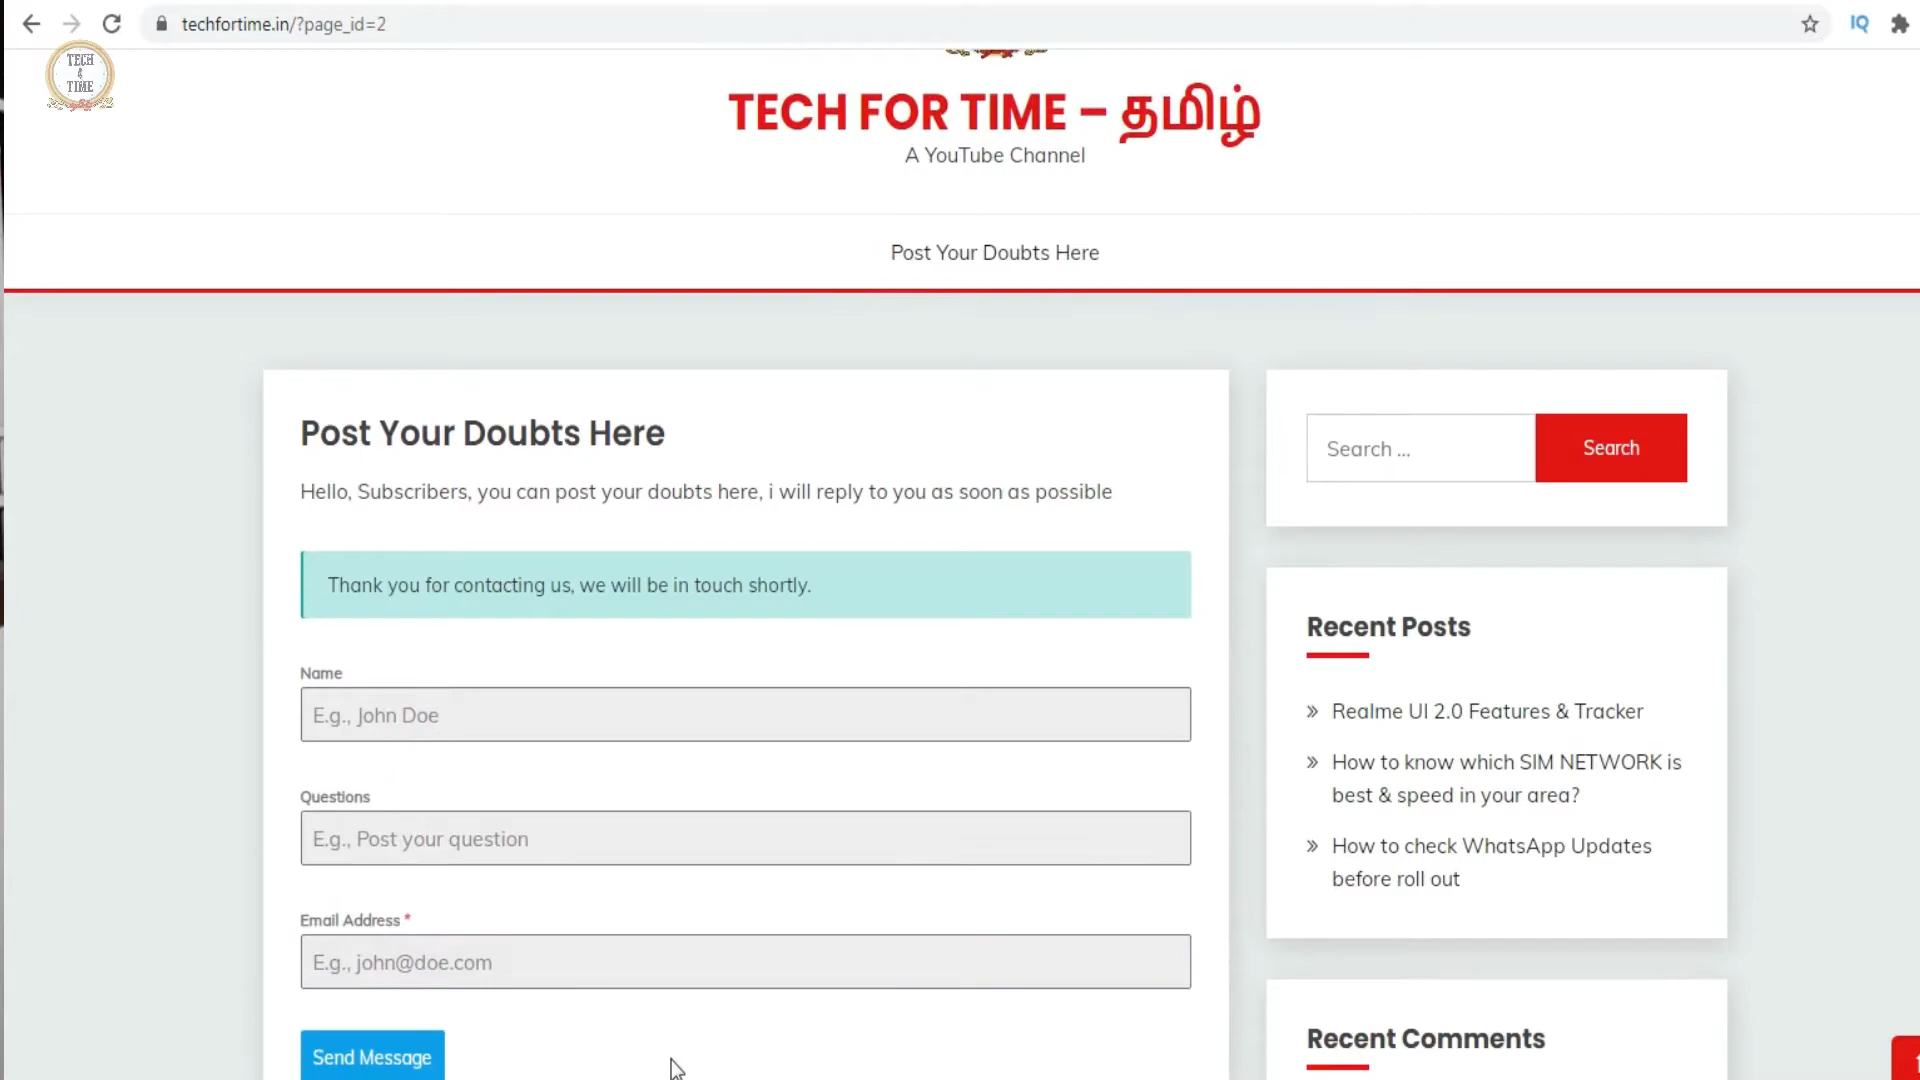 techfortime.in/?page_id=2
IQ
TECH
&
TIME
TECH FOR TIME – தமிழ்
A YouTube Channel
Post Your Doubts Here
Post Your Doubts Here
Hello, Subscribers, you can post your doubts here, i will reply to you as soon as possible
Thank you for contacting us, we will be in touch shortly.
Name
E.g., John Doe
Questions
E.g., Post your question
Email Address *
E.g., john@doe.com
Send Message
Search ...
Search
Recent Posts
» Realme UI 2.0 Features & Tracker
» How to know which SIM NETWORK is
best & speed in your area?
» How to check WhatsApp Updates
before roll out
Recent Comments